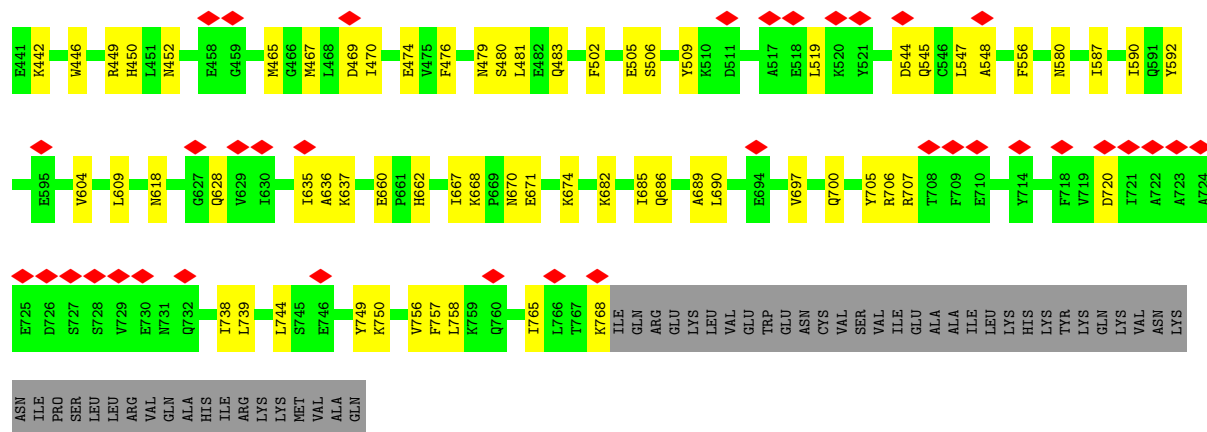 E441 K442 W446 R449 H450 L451 N452 E458 G459 M465 G466 M467 L468 D469 I470 E474 V475 F476 N479 S480 L481 E482 Q483 F502 E505 S506 Y509 K510 D511 A517 E518 L519 K520 Y521 D544 Q545 C546 L547 A548 F556 N580 I587 I590 Q591 Y592
E595 V604 L609 N618 G627 Q628 V629 I630 I635 A636 K637 E660 P661 H662 I667 K668 P669 N670 E671 K674 K682 I685 Q686 A689 L690 E694 V697 Q700 Y705 R706 R707 T708 F709 E710 Y714 F718 V719 D720 I721 A722 A723 A724
E725 D726 S727 S728 V729 E730 N731 Q732 I738 L739 L744 S745 E746 Y749 K750 V756 F757 L758 K759 Q760 I765 L766 T767 K768 ILE GLN ARG GLU LYS LEU VAL GLU TRP GLU ASN CYS VAL SER VAL ILE GLU ALA ALA ILE LEU LYS HIS LYS TYR LYS GLN LYS VAL ASN LYS
ASN ILE PRO SER LEU LEU ARG VAL GLN ALA HIS ILE ARG LYS LYS MET VAL ALA GLN